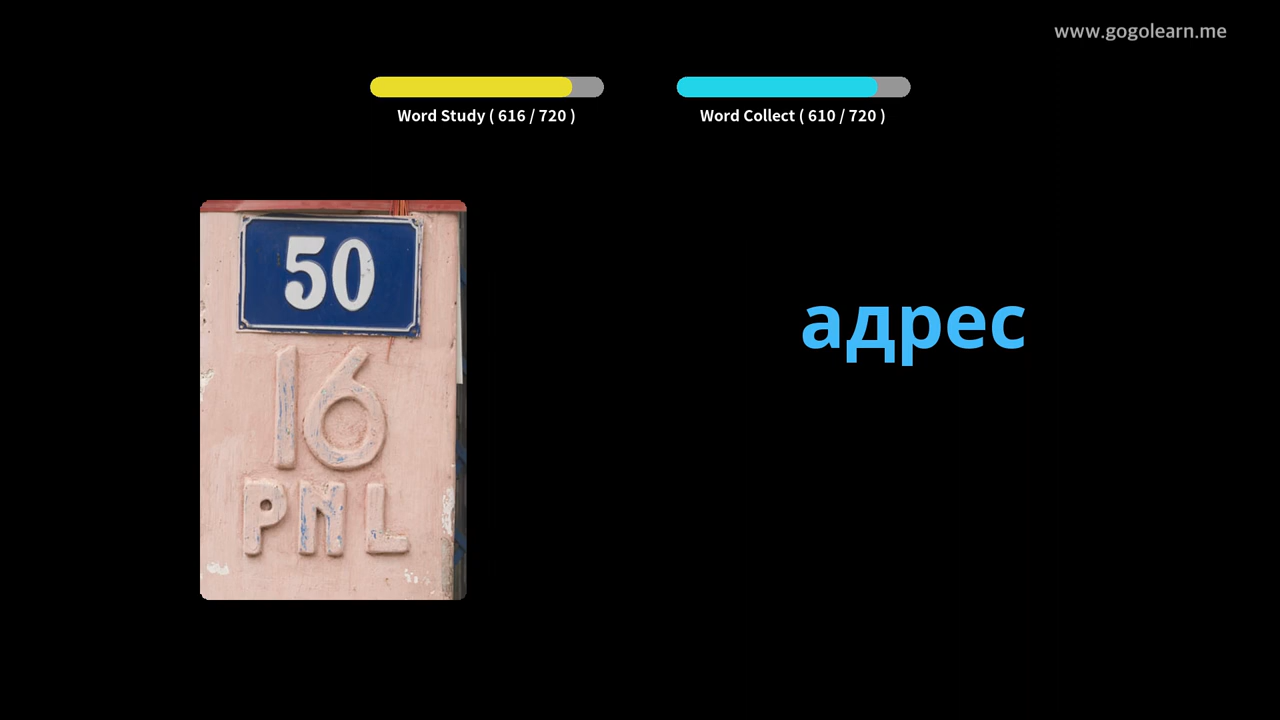 www.gogolearn.me
Word Study ( 616 / 720 )
Word Collect ( 610 / 720 )
50
16
PNL
адрес